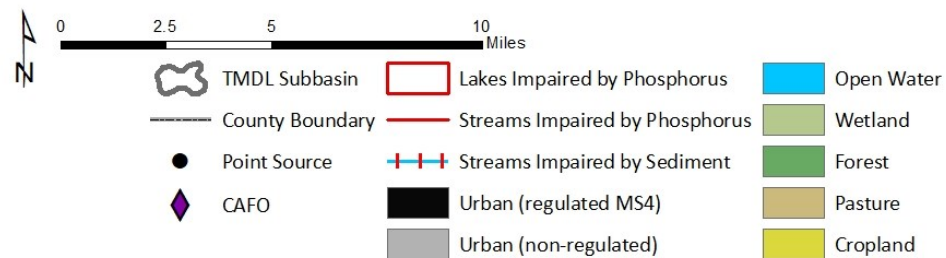 0 2.5 5 10
Miles
N
TMDL Subbasin Lakes Impaired by Phosphorus Open Water
County Boundary Streams Impaired by Phosphorus Wetland
Point Source Streams Impaired by Sediment Forest
CAFO Urban (regulated MS4) Pasture
Urban (non-regulated) Cropland